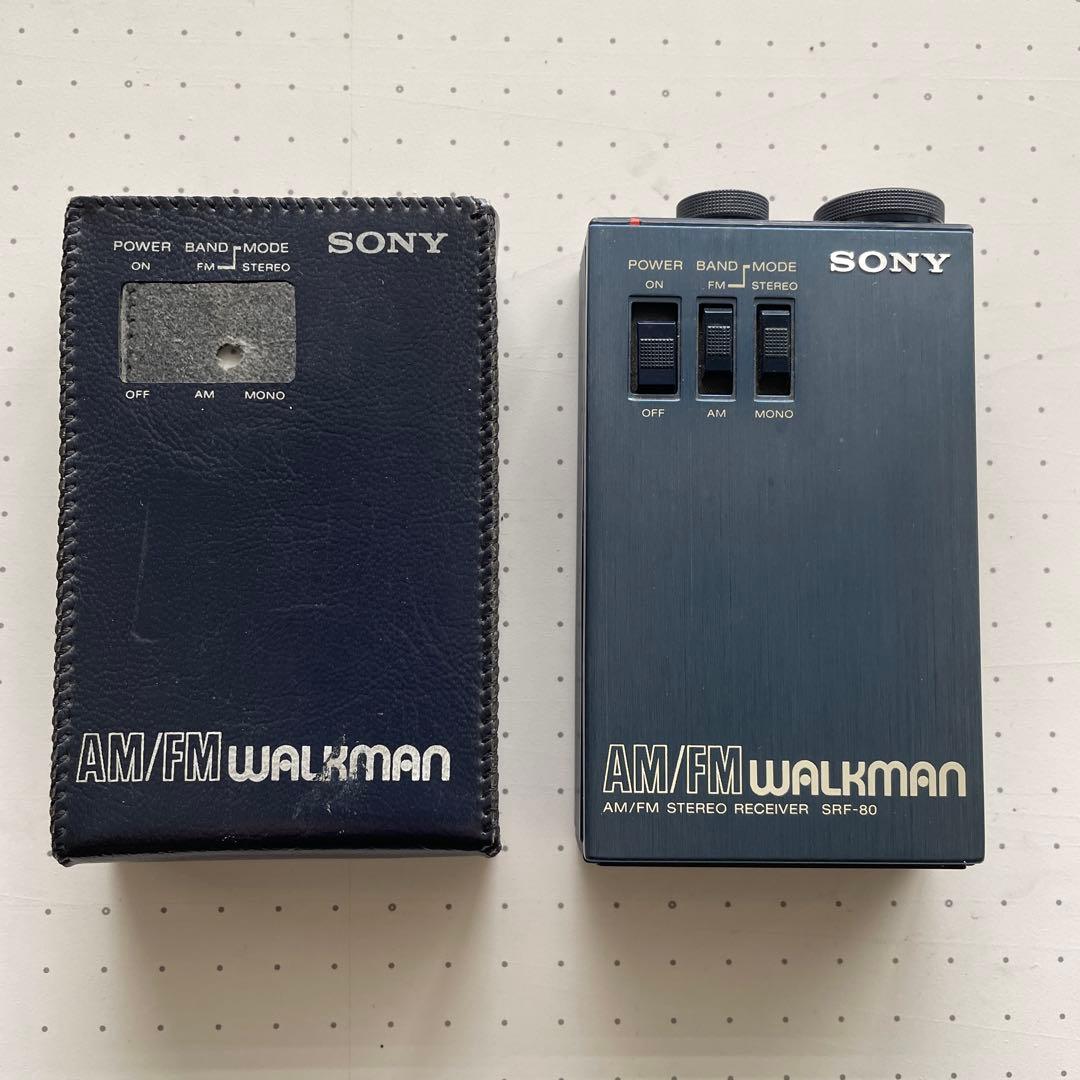 POWER BAND MODE SONY
ON FM STEREO
OFF AM MONO
AM/FM WALKMAN
POWER BAND MODE SONY
ON FM STEREO
OFF AM MONO
AM/FM WALKMAN
AM/FM STEREO RECEIVER SRF-80